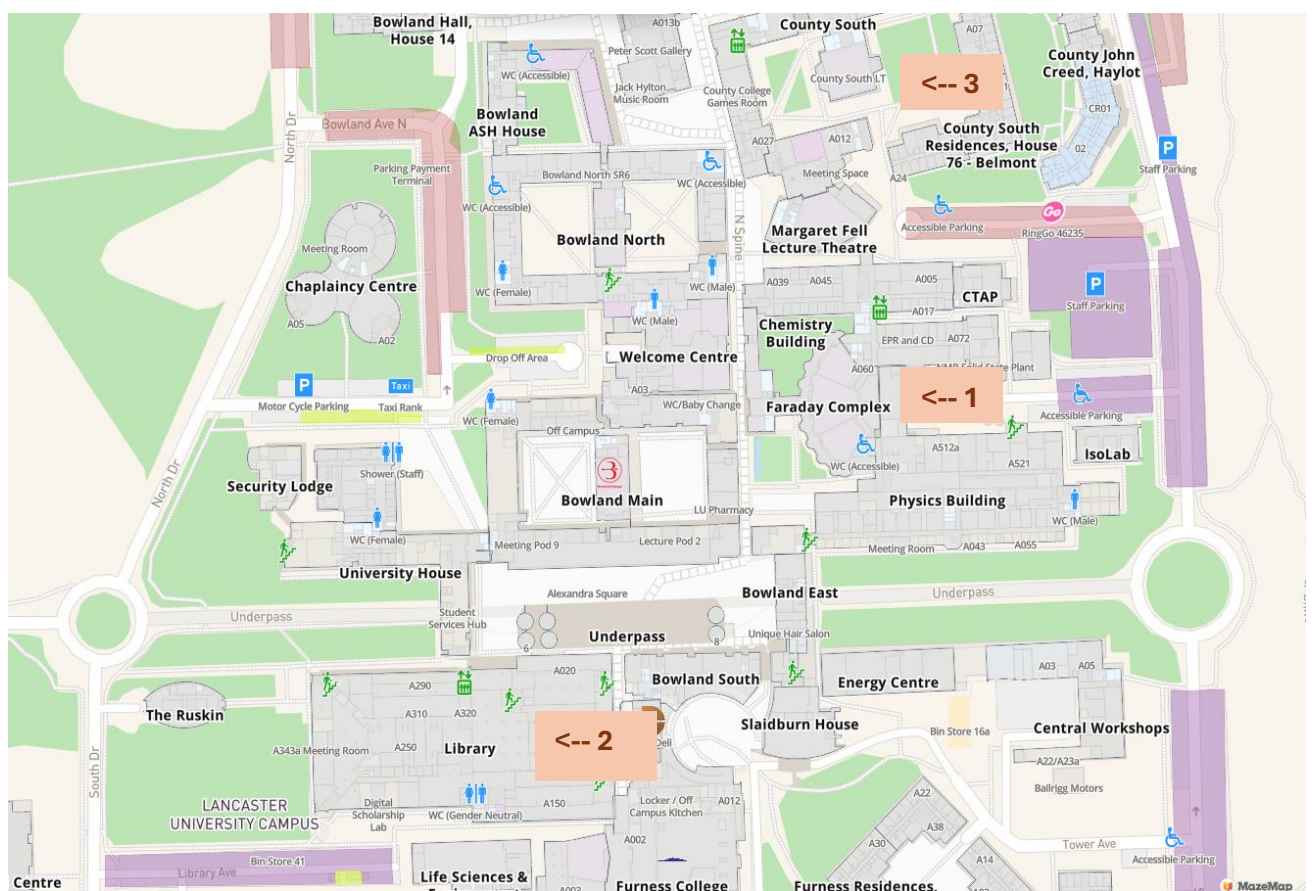 Bowland Hall,
House 14
A013b
Peter Scott Gallery
County South
A07
County John
Creed, Haylot
WC (Accessible)
Jack Hylton
Music Room
County College
Games Room
County South LT
<-- 3
CR01
02
North Dr
Bowland Ave N
Bowland
ASH House
A027
A012
Meeting Space
County South
Residences, House
76 - Belmont
A24
P
Staff Parking
Parking Payment
Terminal
Bowland North SR6
WC (Accessible)
WC (Accessible)
N Spine
Meeting Room
Chaplaincy Centre
A05
A02
Bowland North
Margaret Fell
Lecture Theatre
Accessible Parking
Go
RingGo 46235
WC (Female)
WC (Male)
WC (Male)
A039
A045
A005
CTAP
A017
P
Staff Parking
Chemistry
Building
EPR and CD
A072
Drop Off Area
Welcome Centre
A060
NMR Solid State Plant
P
Taxi
Motor Cycle Parking
Taxi Rank
A03
WC/Baby Change
Faraday Complex
<-- 1
Accessible Parking
WC (Female)
Off Campus
Shower (Staff)
Security Lodge
Bowland Main
LU Pharmacy
WC (Accessible)
A512a
A521
IsoLab
Physics Building
WC (Male)
North Dr
WC (Female)
University House
Meeting Pod 9
Lecture Pod 2
Meeting Room
A043
A055
Underpass
Student
Services Hub
Alexandra Square
Bowland East
Underpass
6
Underpass
8
Unique Hair Salon
The Ruskin
A290
A020
A310
A320
A343a Meeting Room
A250
Library
<-- 2
Deli
Bowland South
Slaidburn House
Energy Centre
A03
A05
Bin Store 16a
Central Workshops
A22/A23a
Bailrigg Motors
South Dr
LANCASTER
UNIVERSITY CAMPUS
Digital
Scholarship
Lab
WC (Gender Neutral)
A150
Locker / Off
Campus Kitchen
A012
A002
A22
A38
A30
A14
Tower Ave
Accessible Parking
Bin Store 41
Library Ave
Centre
Life Sciences &
A003
Furness College
Furness Residences,
MazeMap